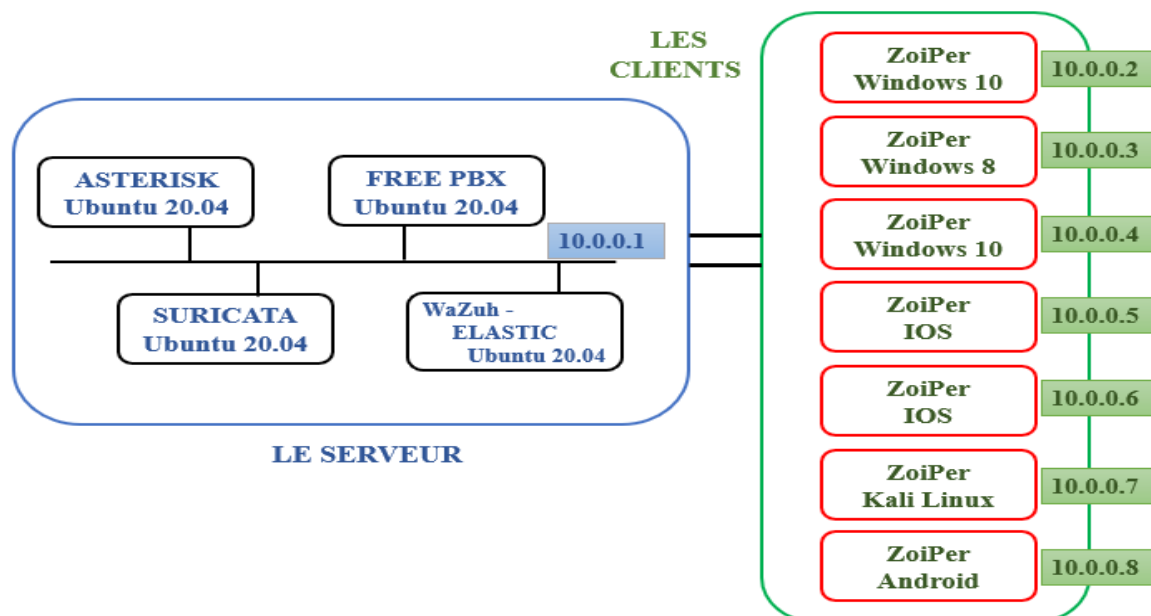 LES
CLIENTS
ASTERISK
Ubuntu 20.04
FREE PBX
Ubuntu 20.04
10.0.0.1
SURICATA
Ubuntu 20.04
WaZuh -
ELASTIC
Ubuntu 20.04
LE SERVEUR
ZoiPer
Windows 10
10.0.0.2
ZoiPer
Windows 8
10.0.0.3
ZoiPer
Windows 10
10.0.0.4
ZoiPer
IOS
10.0.0.5
ZoiPer
IOS
10.0.0.6
ZoiPer
Kali Linux
10.0.0.7
ZoiPer
Android
10.0.0.8